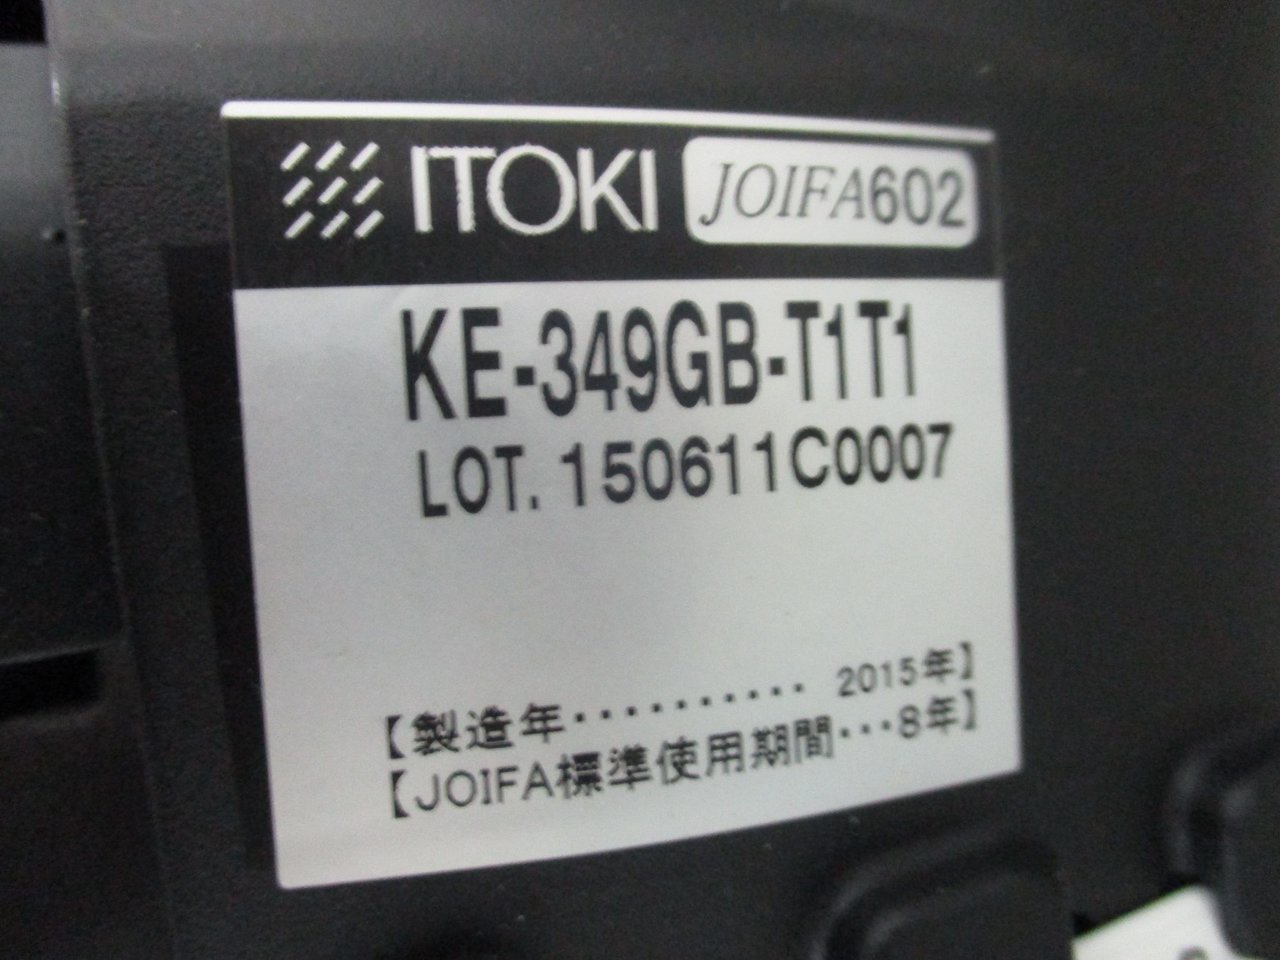 ITOKI JOIFA602
KE-349GB-T1T1
LOT. 150611C0007
【製造年・・・・・・・・・・ 2015年】
【JOIFA標準使用期間・・・8年】